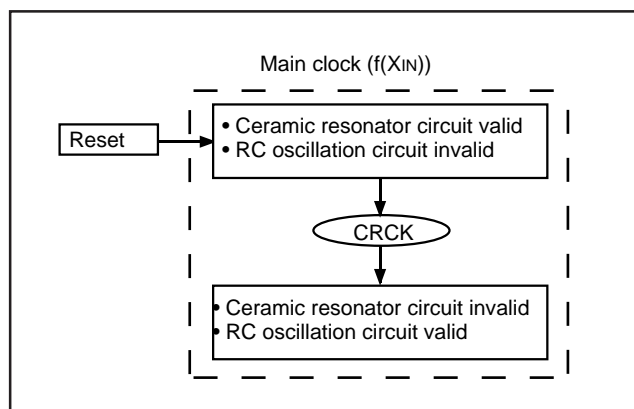 Main clock (f(XIN))
Reset
• Ceramic resonator circuit valid
• RC oscillation circuit invalid
CRCK
• Ceramic resonator circuit invalid
• RC oscillation circuit valid